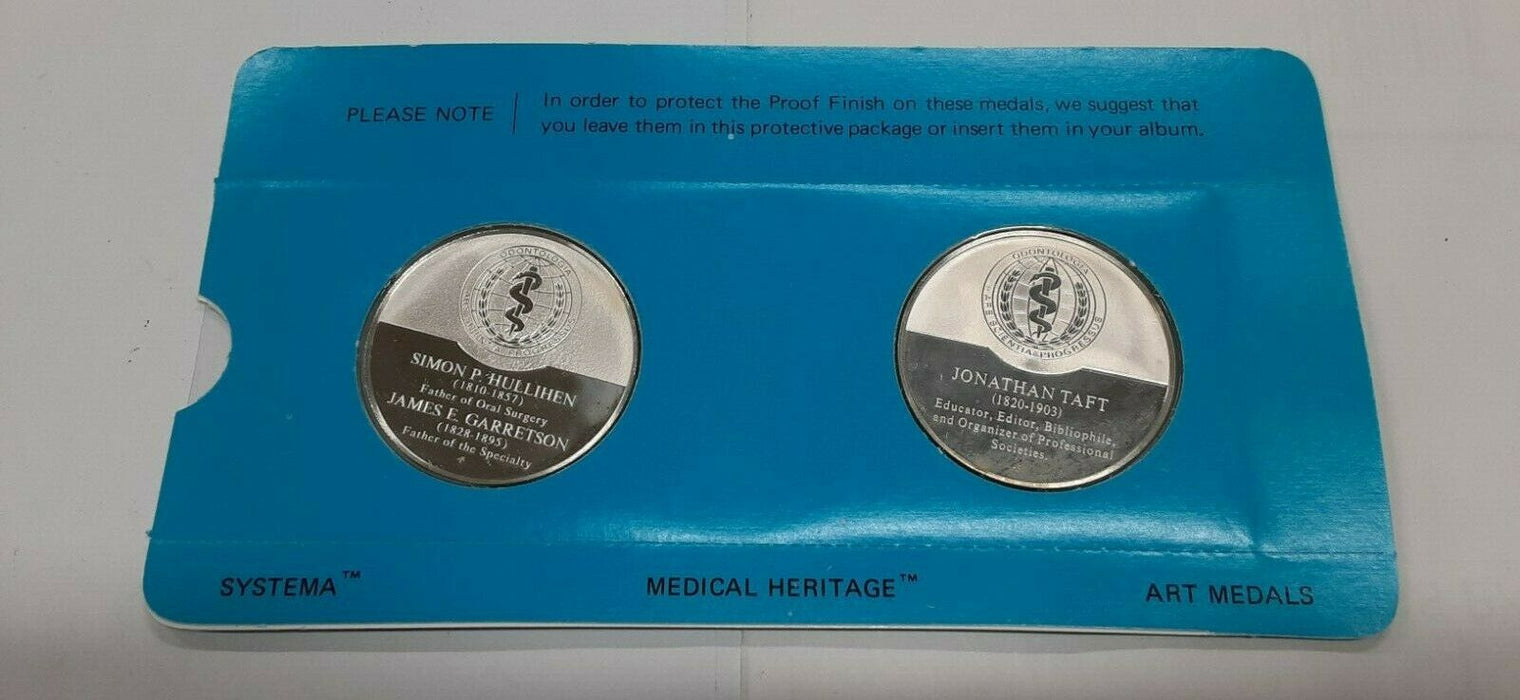 PLEASE NOTE
In order to protect the Proof Finish on these medals, we suggest that
you leave them in this protective package or insert them in your album.
ODONTOLOGIA
SIMON P. HULLIHEN
(1810-1857)
Father of Oral Surgery
JAMES E. GARRETSON
(1828-1895)
Father of the Specialty
ODONTOLOGIA
ARS SCIENTIA & PROGRESSUS
JONATHAN TAFT
(1820-1903)
Educator, Editor, Bibliophile,
and Organizer of Professional
Societies.
SYSTEMA™
MEDICAL HERITAGE™
ART MEDALS